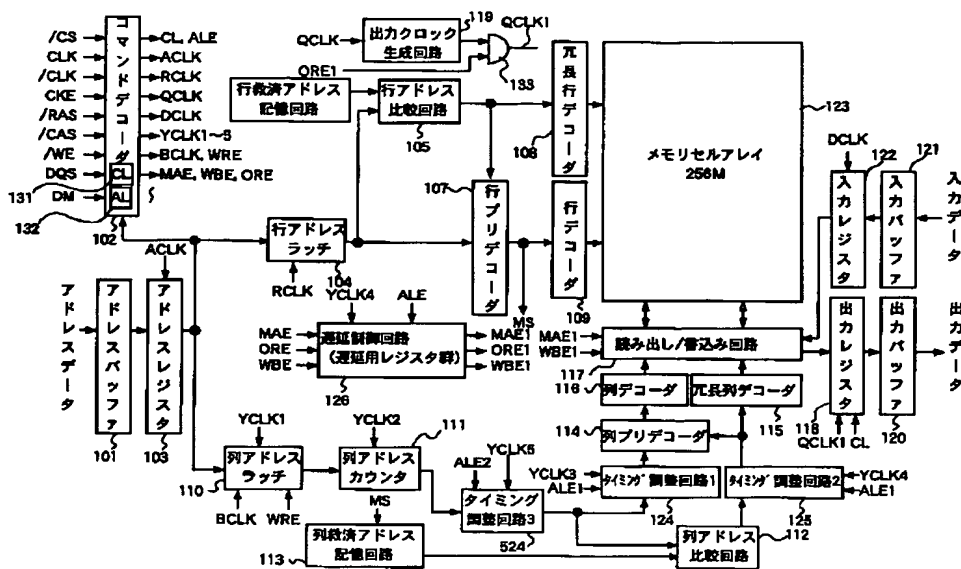 /CS
CLK
/CLK
CKE
/RAS
/CAS
/WE
DQS
DM
131
132
コマンドデコーダ
CL
AL
102
CL, ALE
ACLK
RCLK
QCLK
DCLK
YCLK1~5
BCLK, WRE
MAE, WBE, ORE
QCLK
119
出力クロック
生成回路
QCLK1
ORE1
133
行救済アドレス
記憶回路
行アドレス
比較回路
105
冗長行デコーダ
108
107
行プリデコーダ
行デコーダ
109
MS
メモリセルアレイ
256M
123
DCLK
122
121
入力レジスタ
入力バッファ
入力データ
行アドレス
ラッチ
104
RCLK
ACLK
アドレスデータ
アドレスバッファ
101
アドレスレジスタ
103
YCLK4
ALE
MAE
ORE
WBE
遅延制御回路
(遅延用レジスタ群)
126
MAE1
ORE1
WBE1
MAE1
WBE1
読み出し/書込み回路
117
116
列デコーダ
冗長列デコーダ
115
114
列プリデコーダ
出力レジスタ
118
QCLK1
CL
出力バッファ
120
出力データ
YCLK1
列アドレス
ラッチ
110
BCLK
WRE
YCLK2
111
列アドレス
カウンタ
ALE2
YCLK5
タイミング
調整回路3
524
YCLK3
ALE1
タイミング調整回路1
124
タイミング調整回路2
125
YCLK4
ALE1
MS
列救済アドレス
記憶回路
113
列アドレス
比較回路
112